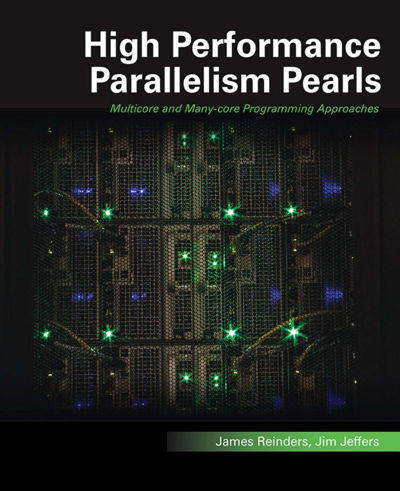 High Performance
Parallelism Pearls
Multicore and Many-core Programming Approaches
James Reinders, Jim Jeffers